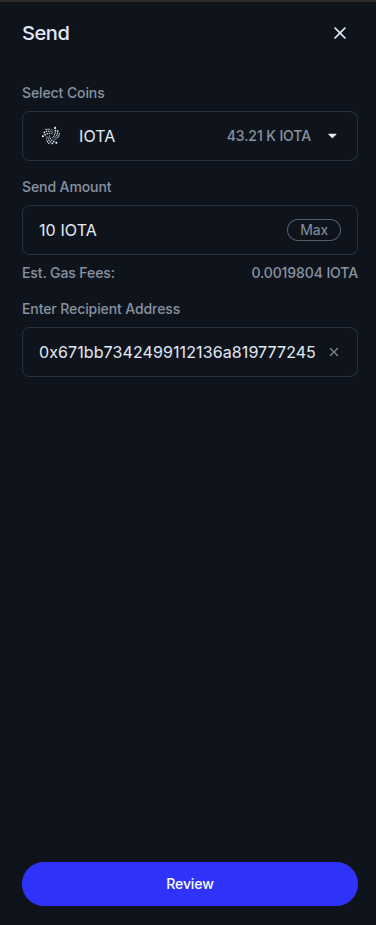 Send
Select Coins
IOTA 43.21 K IOTA
Send Amount
10 IOTA Max
Est. Gas Fees: 0.0019804 IOTA
Enter Recipient Address
0x671bb7342499112136a819777245
Review